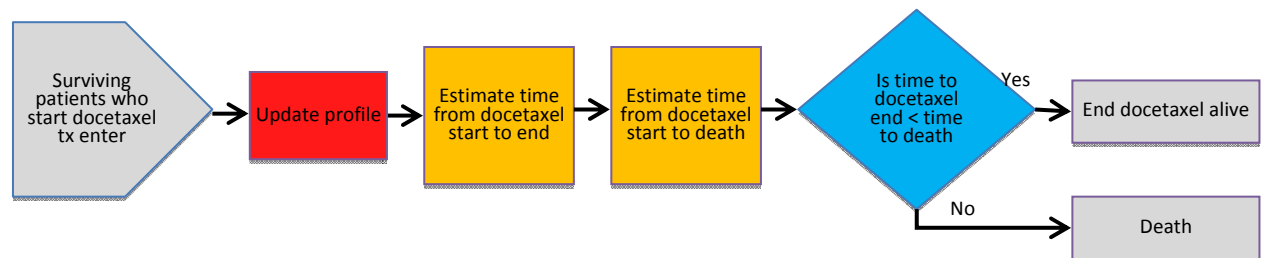 Surviving
patients who
start docetaxel
tx enter
Update profile
Estimate time
from docetaxel
start to end
Estimate time
from docetaxel
start to death
Is time to
docetaxel
end < time
to death
Yes
End docetaxel alive
No
Death